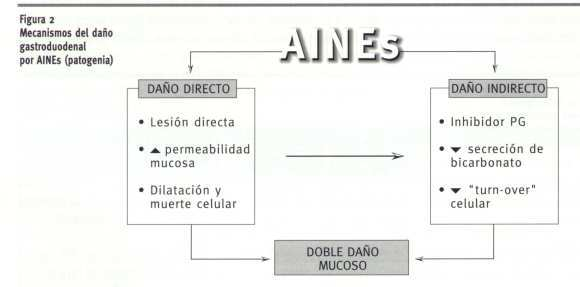 Figura 2
Mecanismos del daño
gastroduodenal
por AINEs (patogenia)
AINEs
DAÑO DIRECTO
• Lesión directa
• ▲ permeabilidad
mucosa
• Dilatación y
muerte celular
DAÑO INDIRECTO
• Inhibidor PG
• ▼ secreción de
bicarbonato
• ▼ "turn-over"
celular
DOBLE DAÑO
MUCOSO